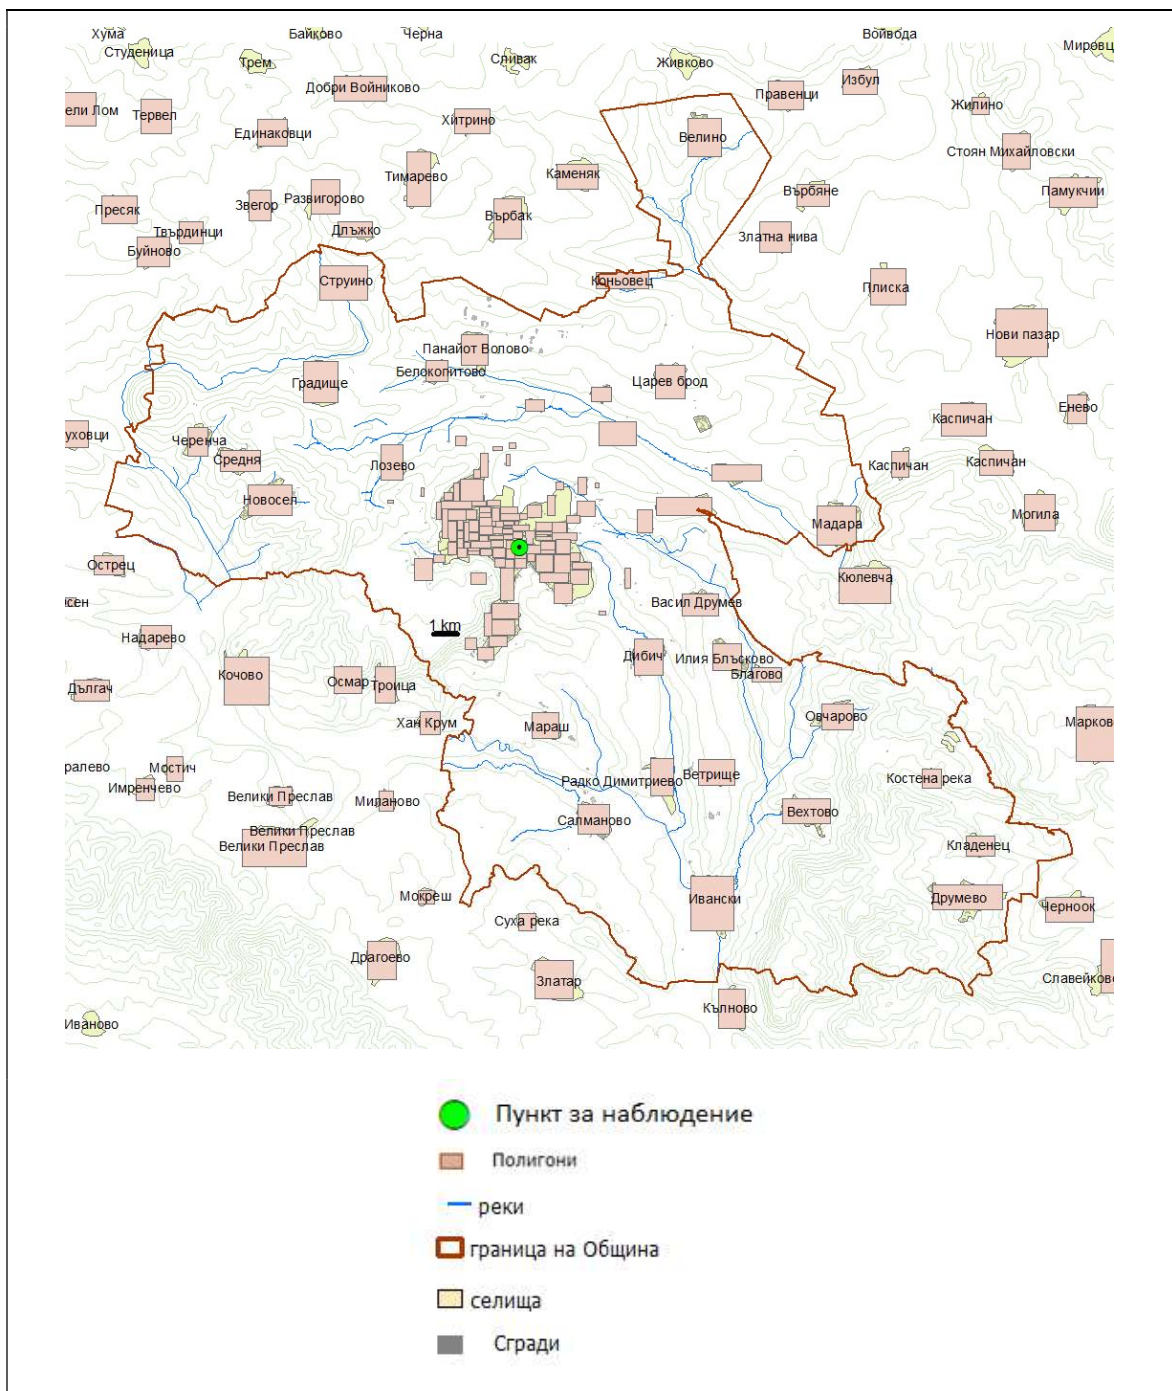 Хума Байково Черна Войвода
Студеница Мировц
Трем Сливак Живково
Добри Войниково Правенци Избул
ели Лом Тервел Хитрино Жилино
Единаковци Велино
Стоян Михайловски
Тимарево Каменяк
Звегор Развигорово Върбяне Памукчии
Пресяк Върбак
Твърдинци Длъжко Златна нива
Буйново
Струино Коньовец Плиска
Нови пазар
Панайот Волово
Белокопитово Царев брод
Градище
Каспичан Енево
уховци Черенча
Средня Лозево Каспичан Каспичан
Новосел
Могила
Мадара
Острец
Кюлевча
есен Васил Друмев
1 km
Надарево
Дибич Илия Блъсково
Кочово Осмар Троица Благово
Дългач
Хан Крум Мараш Овчарово Марков
ралево Мостич
Имренчево Радко Димитриево Ветрище Костена река
Велики Преслав Миланово
Салманово Вехтово
Велики Преслав
Велики Преслав Кладенец
Мокреш Ивански Друмево
Черноок
Суха река
Драгоево
Златар Славейково
Кълново
Иваново
Пункт за наблюдение
Полигони
реки
граница на Община
селища
Сгради